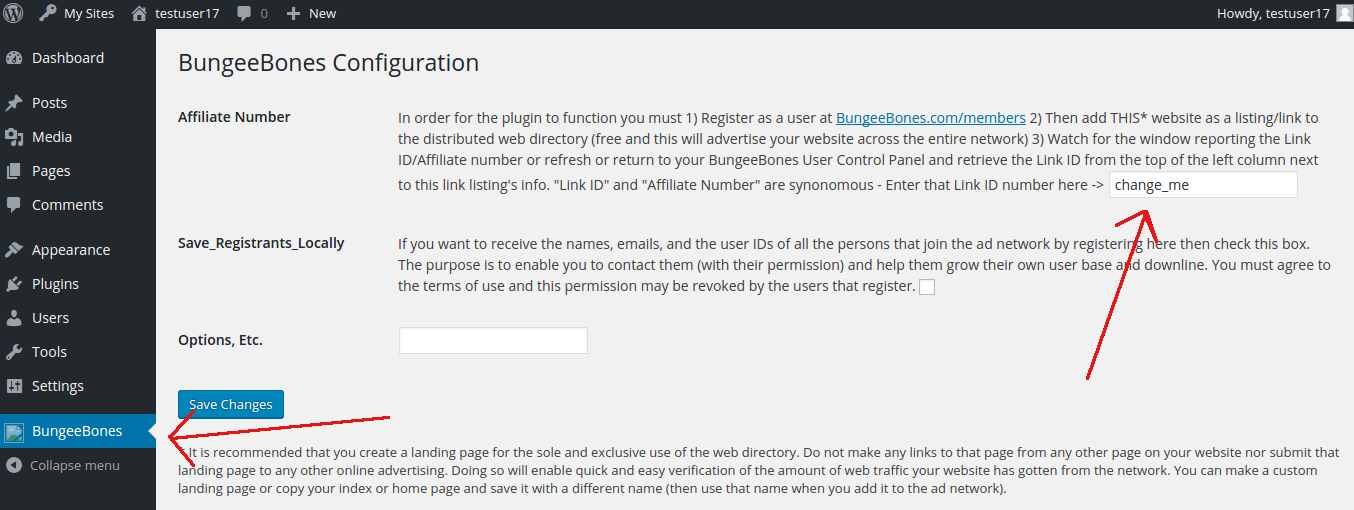 My Sites
testuser17
0
New
Howdy, testuser17
Dashboard
Posts
Media
Pages
Comments
Appearance
Plugins
Users
Tools
Settings
BungeeBones
Collapse menu
BungeeBones Configuration
Affiliate Number
In order for the plugin to function you must 1) Register as a user at BungeeBones.com/members 2) Then add THIS* website as a listing/link to
the distributed web directory (free and this will advertise your website across the entire network) 3) Watch for the window reporting the Link
ID/Affiliate number or refresh or return to your BungeeBones User Control Panel and retrieve the Link ID from the top of the left column next
to this link listing's info. "Link ID" and "Affiliate Number" are synonomous - Enter that Link ID number here -> change_me
Save_Registrants_Locally
If you want to receive the names, emails, and the user IDs of all the persons that join the ad network by registering here then check this box.
The purpose is to enable you to contact them (with their permission) and help them grow their own user base and downline. You must agree to
the terms of use and this permission may be revoked by the users that register.
Options, Etc.
Save Changes
* It is recommended that you create a landing page for the sole and exclusive use of the web directory. Do not make any links to that page from any other page on your website nor submit that
landing page to any other online advertising. Doing so will enable quick and easy verification of the amount of web traffic your website has gotten from the network. You can make a custom
landing page or copy your index or home page and save it with a different name (then use that name when you add it to the ad network).